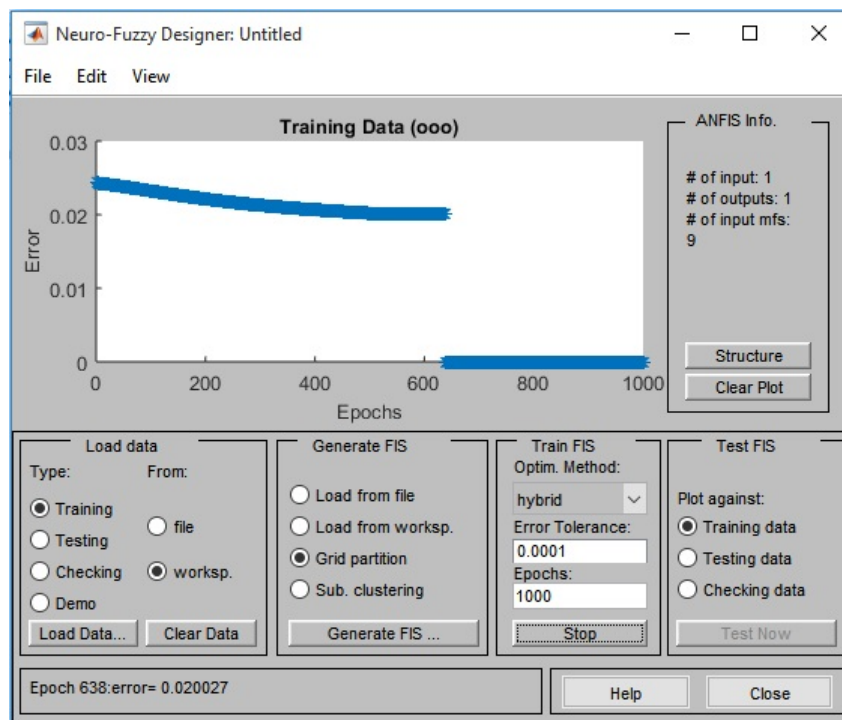 Neuro-Fuzzy Designer: Untitled
File Edit View
Training Data (ooo)
0.03
0.02
0.01
0
Error
0 200 400 600 800 1000
Epochs
ANFIS Info.
# of input: 1
# of outputs: 1
# of input mfs:
9
Structure
Clear Plot
Load data
Type: From:
Training
file
Testing
Checking
worksp.
Demo
Load Data... Clear Data
Generate FIS
Load from file
Load from worksp.
Grid partition
Sub. clustering
Generate FIS ...
Train FIS
Optim. Method:
hybrid
Error Tolerance:
0.0001
Epochs:
1000
Stop
Test FIS
Plot against:
Training data
Testing data
Checking data
Test Now
Epoch 638:error= 0.020027
Help Close